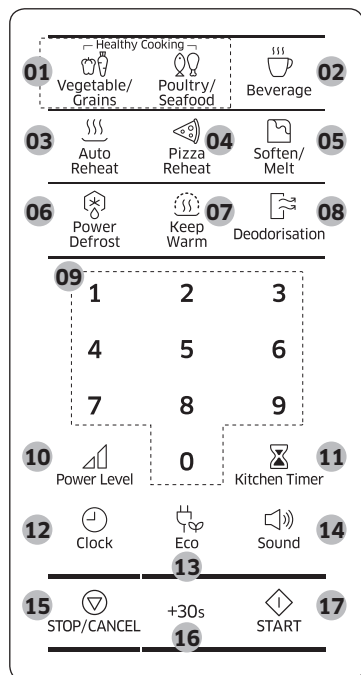 Healthy Cooking
01
02
Vegetable/ Poultry/ Beverage
Grains Seafood
03 04 05
Auto Pizza Soften/
Reheat Reheat Melt
06 07 08
Power Keep Deodorisation
Defrost Warm
09
1 2 3
4 5 6
7 8 9
10 0 11
Power Level Kitchen Timer
12 14
Clock Eco Sound
13
15 +30s 17
STOP/CANCEL START
16